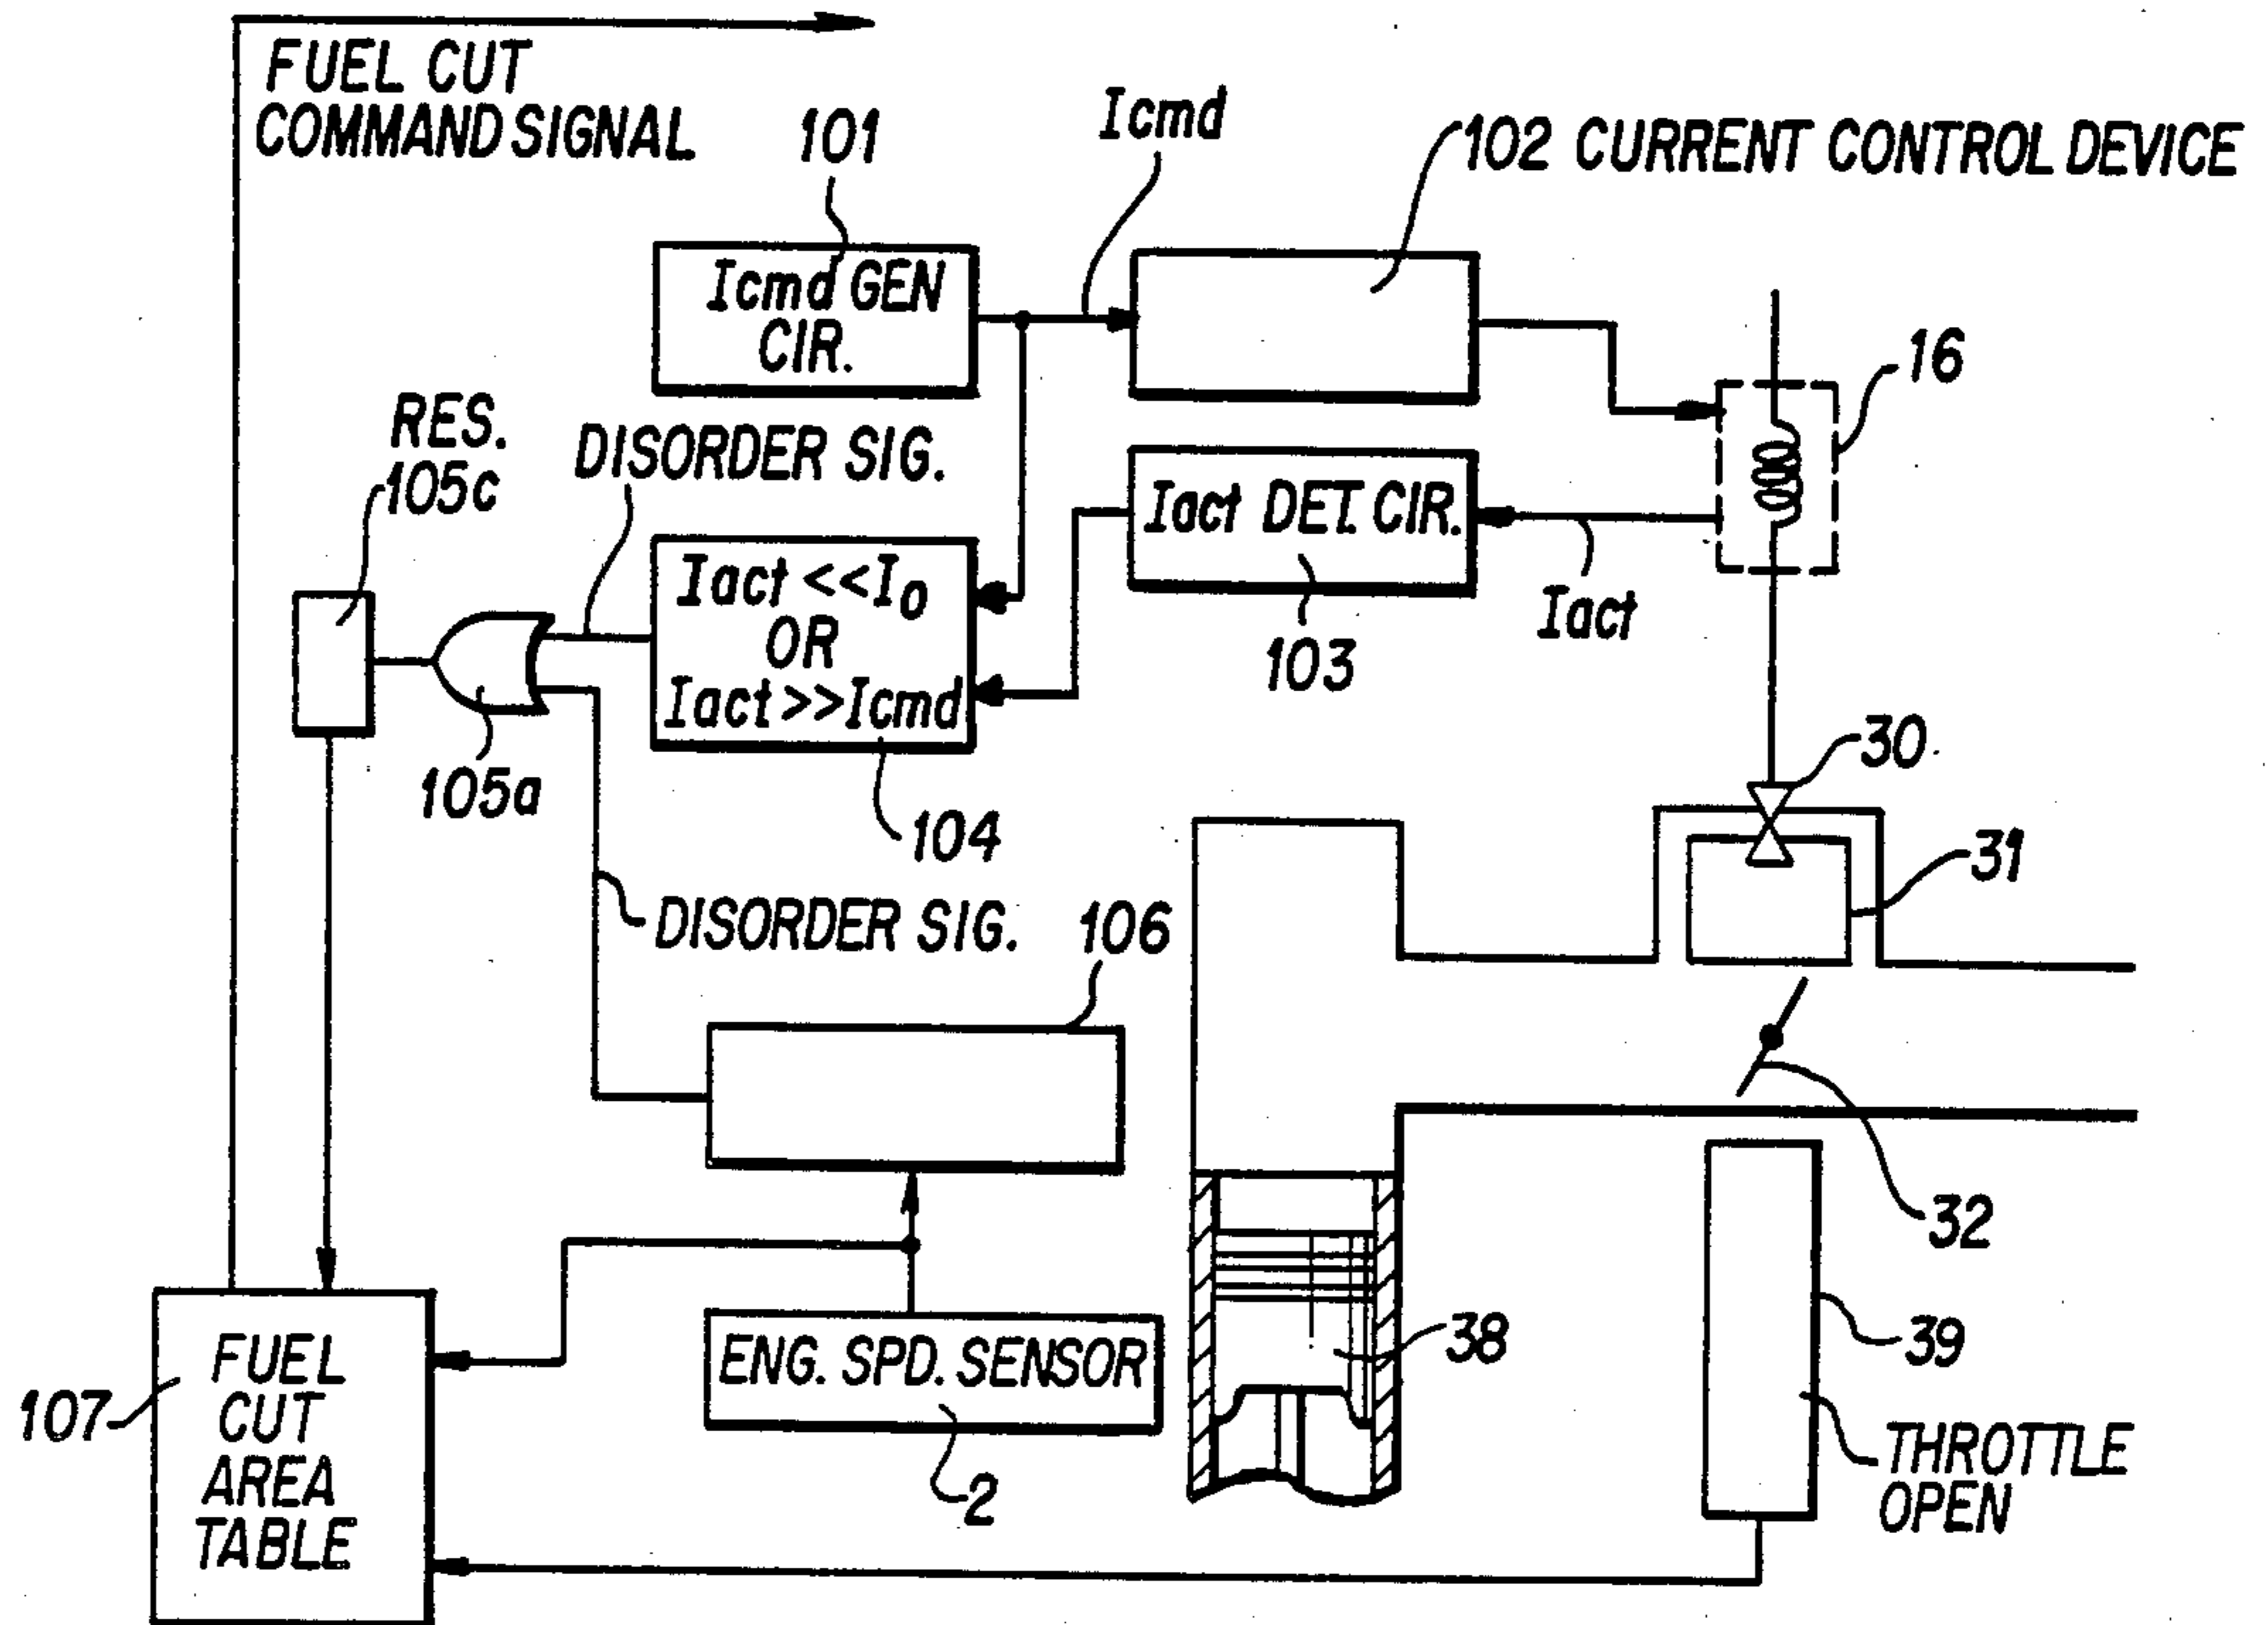 FUEL CUT
COMMAND SIGNAL
101
Icmd
102 CURRENT CONTROL DEVICE
Icmd GEN
CIR.
16
RES.
105c
DISORDER SIG.
Iact DET. CIR.
Iact <<Io
OR
Iact >>Icmd
103
Iact
105a
104
30
31
DISORDER SIG.
106
32
FUEL
CUT
AREA
TABLE
107
ENG. SPD. SENSOR
2
38
39
THROTTLE
OPEN